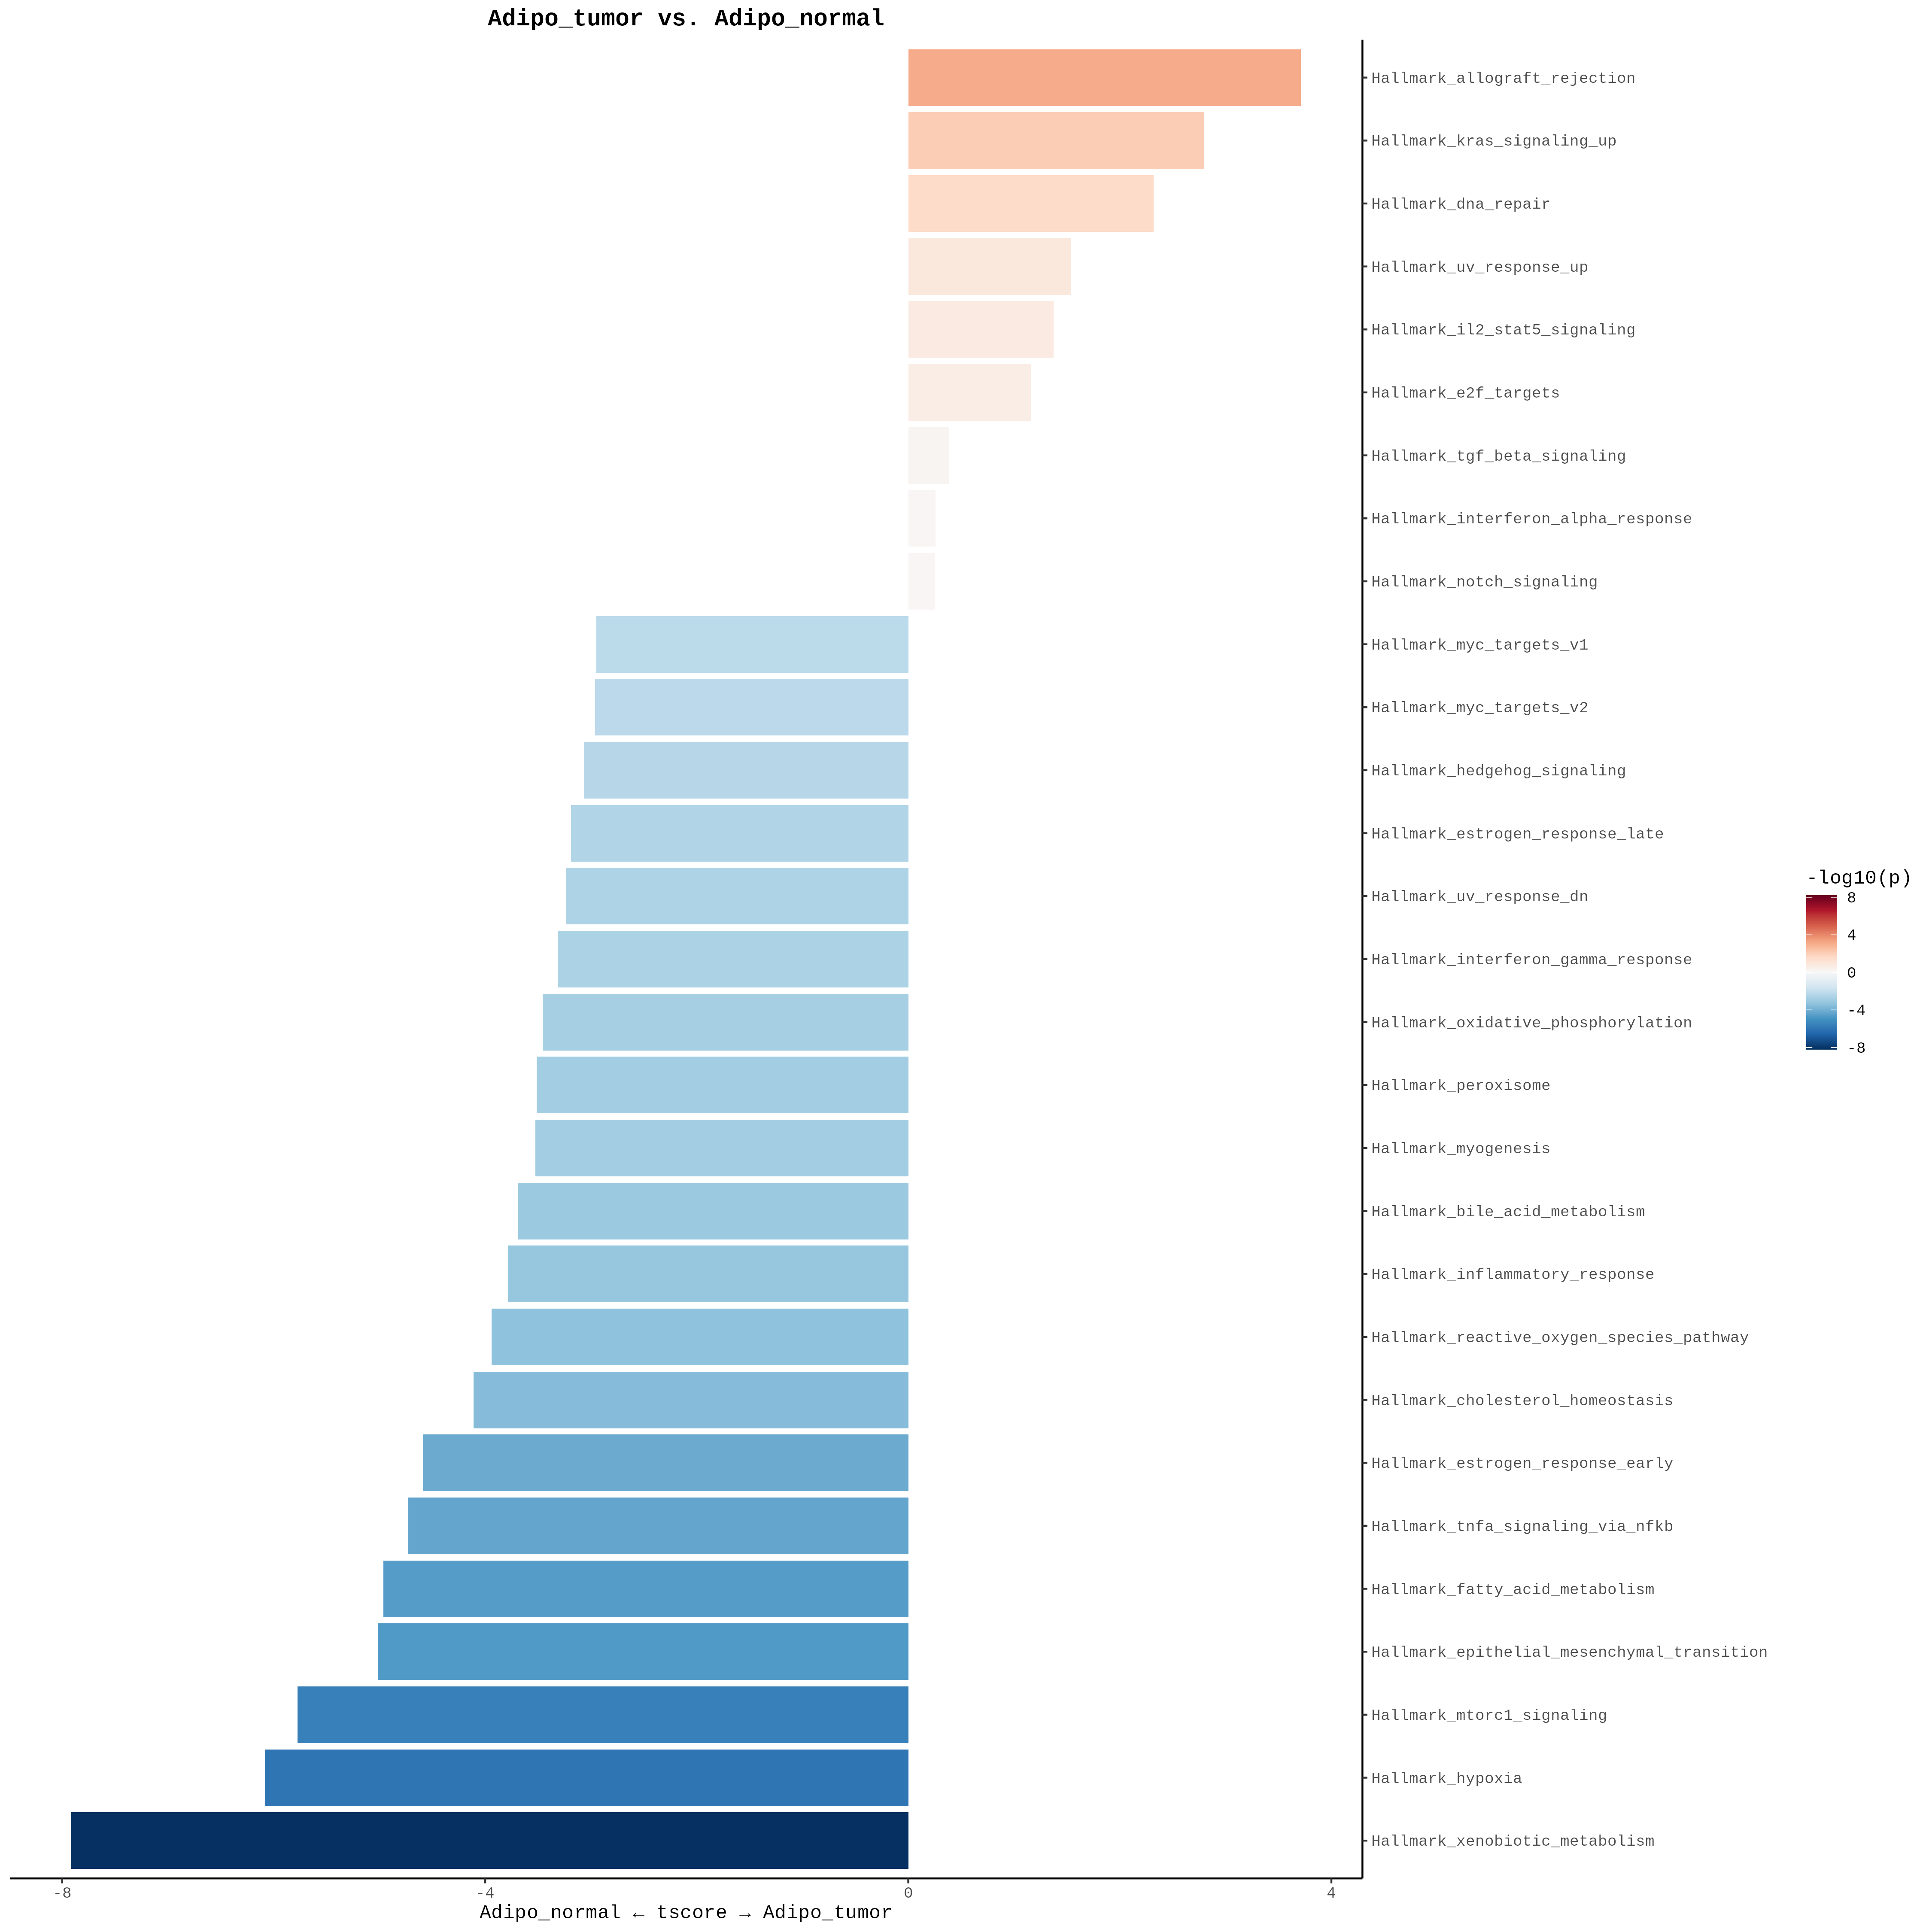 Adipo_tumor vs. Adipo_normal
Hallmark_allograft_rejection
Hallmark_kras_signaling_up
Hallmark_dna_repair
Hallmark_uv_response_up
Hallmark_il2_stat5_signaling
Hallmark_e2f_targets
Hallmark_tgf_beta_signaling
Hallmark_interferon_alpha_response
Hallmark_notch_signaling
Hallmark_myc_targets_v1
Hallmark_myc_targets_v2
Hallmark_hedgehog_signaling
Hallmark_estrogen_response_late
Hallmark_uv_response_dn
Hallmark_interferon_gamma_response
Hallmark_oxidative_phosphorylation
Hallmark_peroxisome
Hallmark_myogenesis
Hallmark_bile_acid_metabolism
Hallmark_inflammatory_response
Hallmark_reactive_oxygen_species_pathway
Hallmark_cholesterol_homeostasis
Hallmark_estrogen_response_early
Hallmark_tnfa_signaling_via_nfkb
Hallmark_fatty_acid_metabolism
Hallmark_epithelial_mesenchymal_transition
Hallmark_mtorc1_signaling
Hallmark_hypoxia
Hallmark_xenobiotic_metabolism
-8 -4 0 4
Adipo_normal ← tscore → Adipo_tumor
-log10(p)
8
4
0
-4
-8